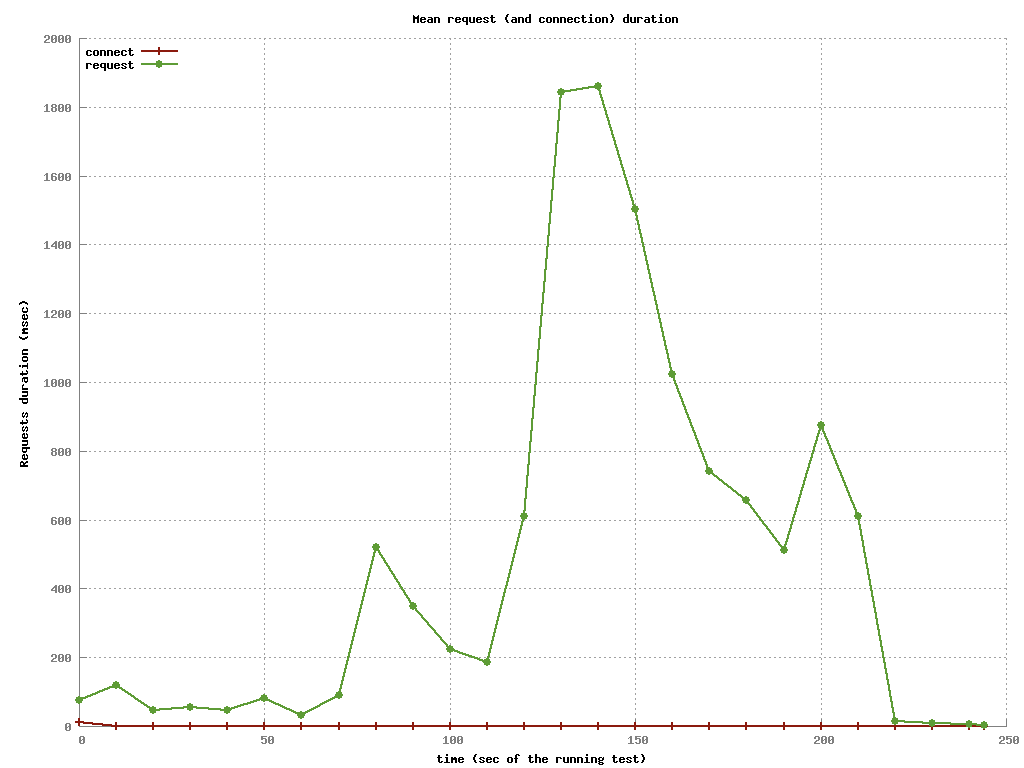 Mean request (and connection) duration
connect
request
2000
1800
1600
1400
1200
1000
800
600
400
200
0
Requests duration (msec)
0 50 100 150 200 250
time (sec of the running test)